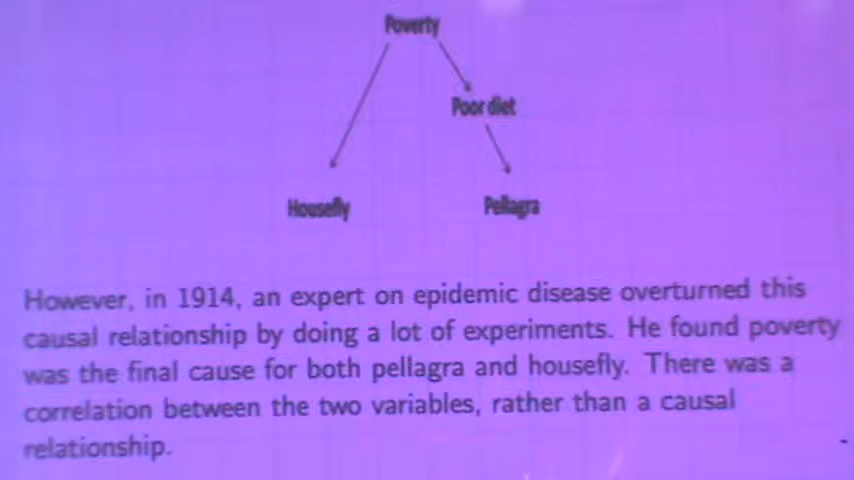 Poverty
Poor diet
Housefly
Pellagra
However, in 1914, an expert on epidemic disease overturned this
causal relationship by doing a lot of experiments. He found poverty
was the final cause for both pellagra and housefly. There was a
correlation between the two variables, rather than a causal
relationship.